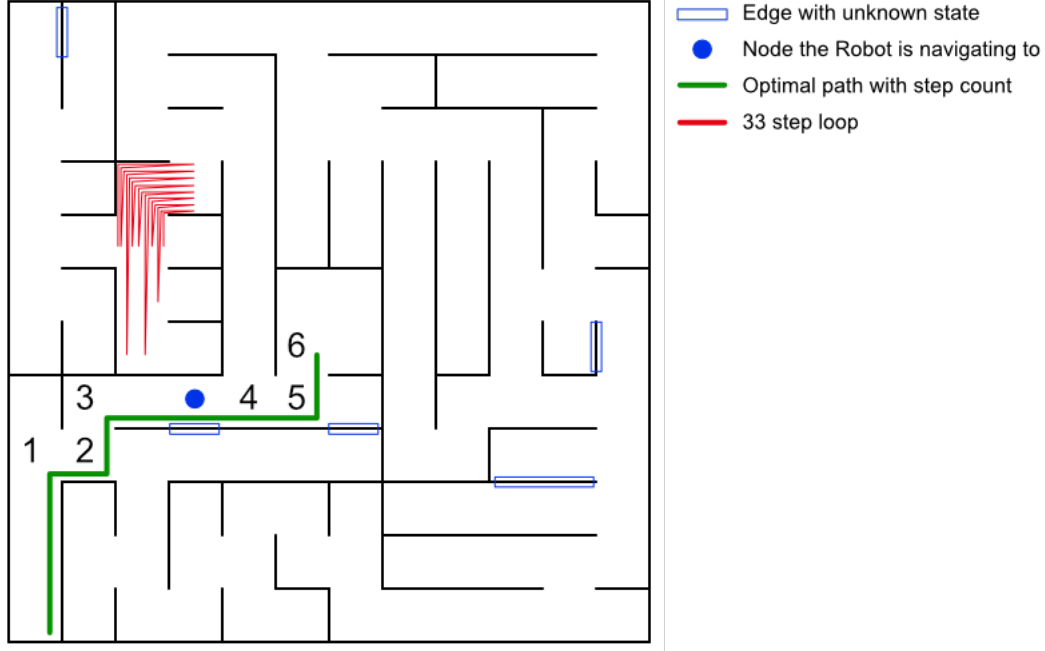 Edge with unknown state
Node the Robot is navigating to
Optimal path with step count
33 step loop
6
3 4 5
1 2